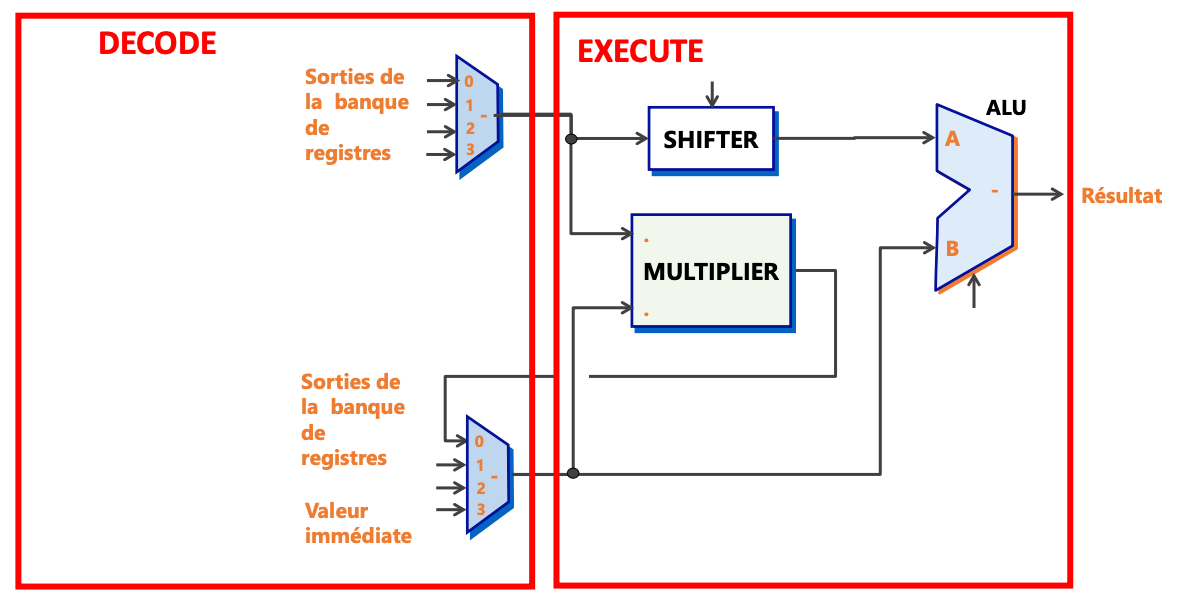 DECODE
Sorties de
la banque
de
registres
0
1
2
3
-
EXECUTE
SHIFTER
ALU
A
-
B
Résultat
.
MULTIPLIER
.
Sorties de
la banque
de
registres
Valeur
immédiate
0
1
2
3
-